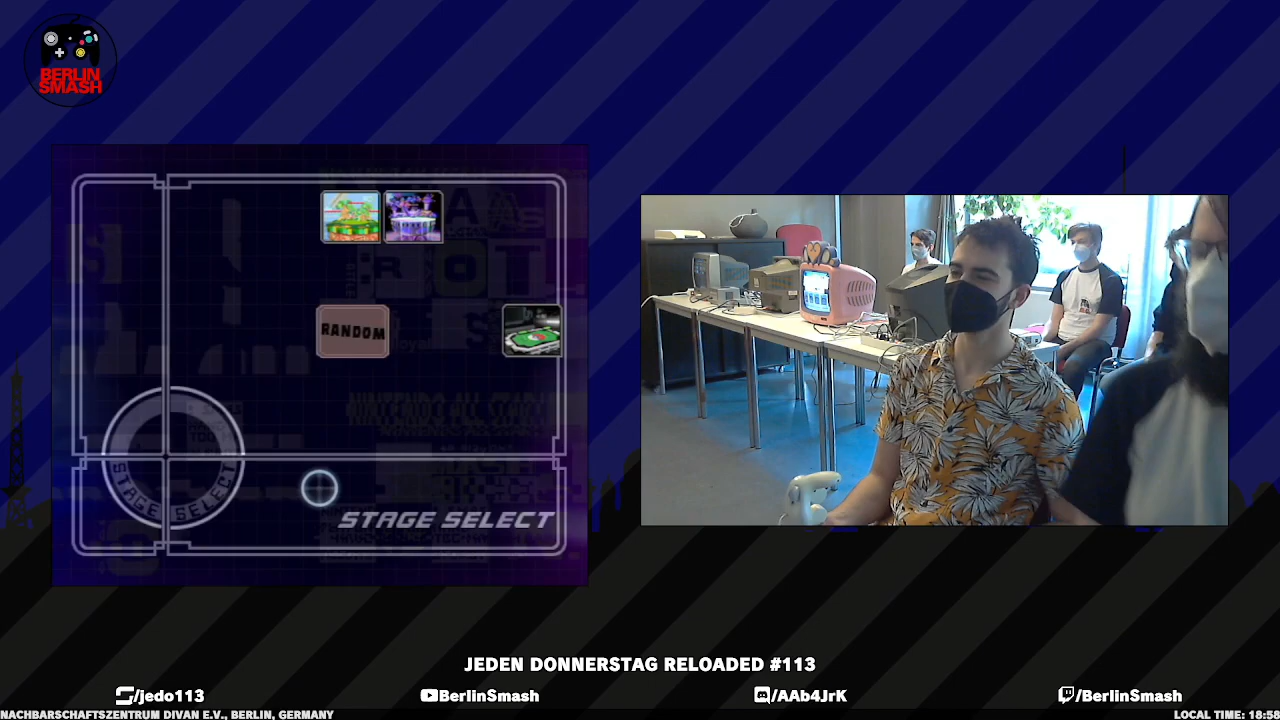 BERLIN
SMASH
RANDOM
STAGE SELECT
STAGE SELECT
JEDEN DONNERSTAG RELOADED #113
/jedo113
BerlinSmash
/AAb4JrK
/BerlinSmash
NACHBARSCHAFTSZENTRUM DIVAN E.V., BERLIN, GERMANY
LOCAL TIME: 18:58